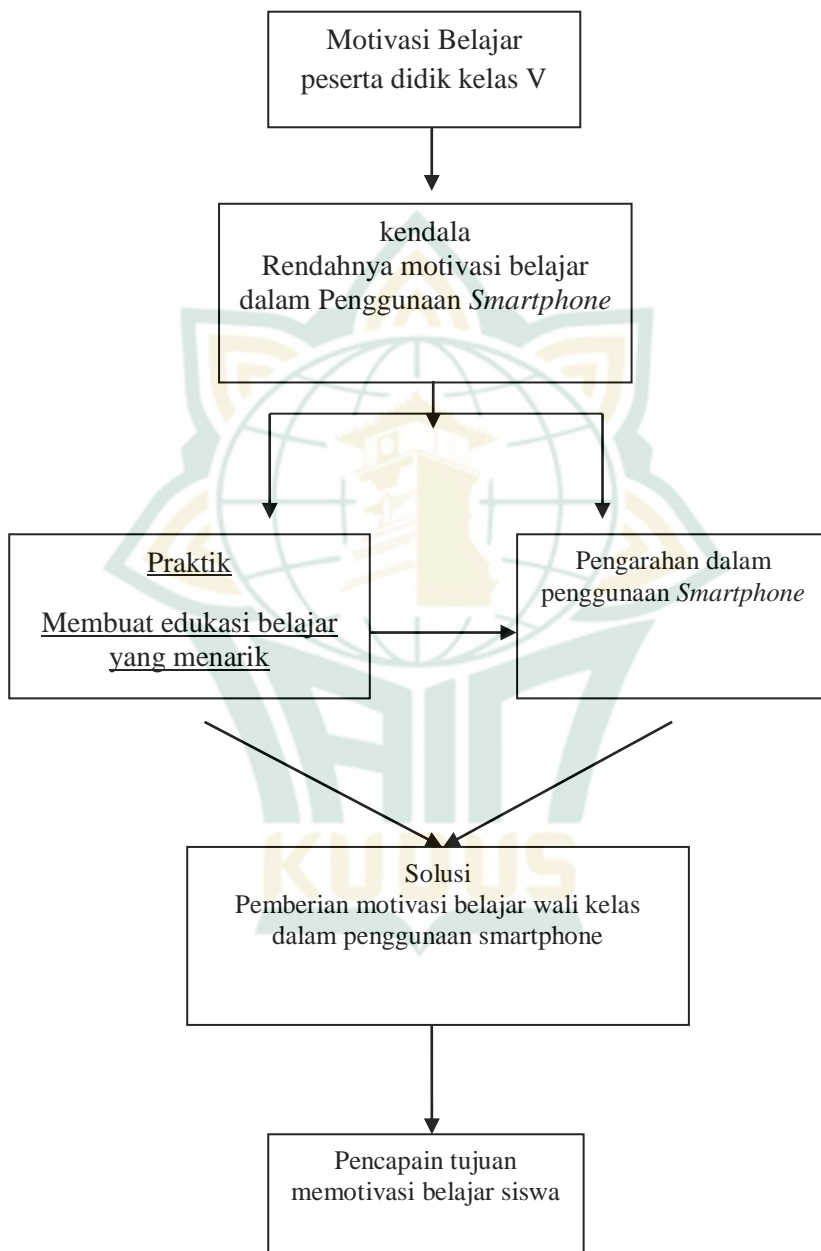 Motivasi Belajar
peserta didik kelas V
kendala
Rendahnya motivasi belajar
dalam Penggunaan Smartphone
Praktik
Membuat edukasi belajar
yang menarik
Pengarahan dalam
penggunaan Smartphone
KUDUS
Solusi
Pemberian motivasi belajar wali kelas
dalam penggunaan smartphone
Pencapain tujuan
memotivasi belajar siswa